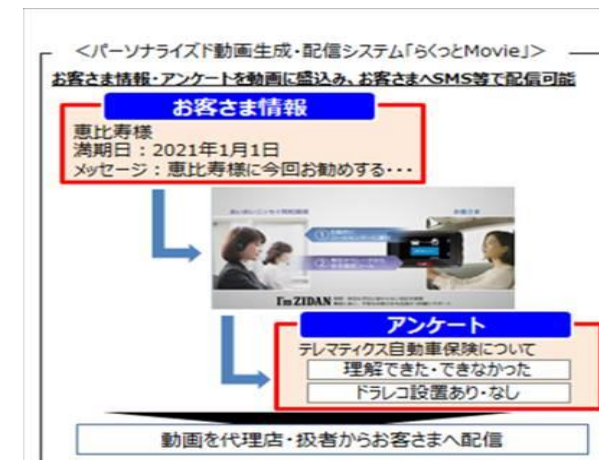 <パーソナライズド動画生成・配信システム「らくっとMovie」>
お客さま情報・アンケートを動画に盛込み、お客さまへSMS等で配信可能
お客さま情報
恵比寿様
満期日：2021年1月1日
メッセージ：恵比寿様に今回お勧めする・・・
お客さま
①
②
I'm ZIDAN
アンケート
テレマティクス自動車保険について
理解できた・できなかった
ドラレコ設置あり・なし
動画を代理店・扱者からお客さまへ配信